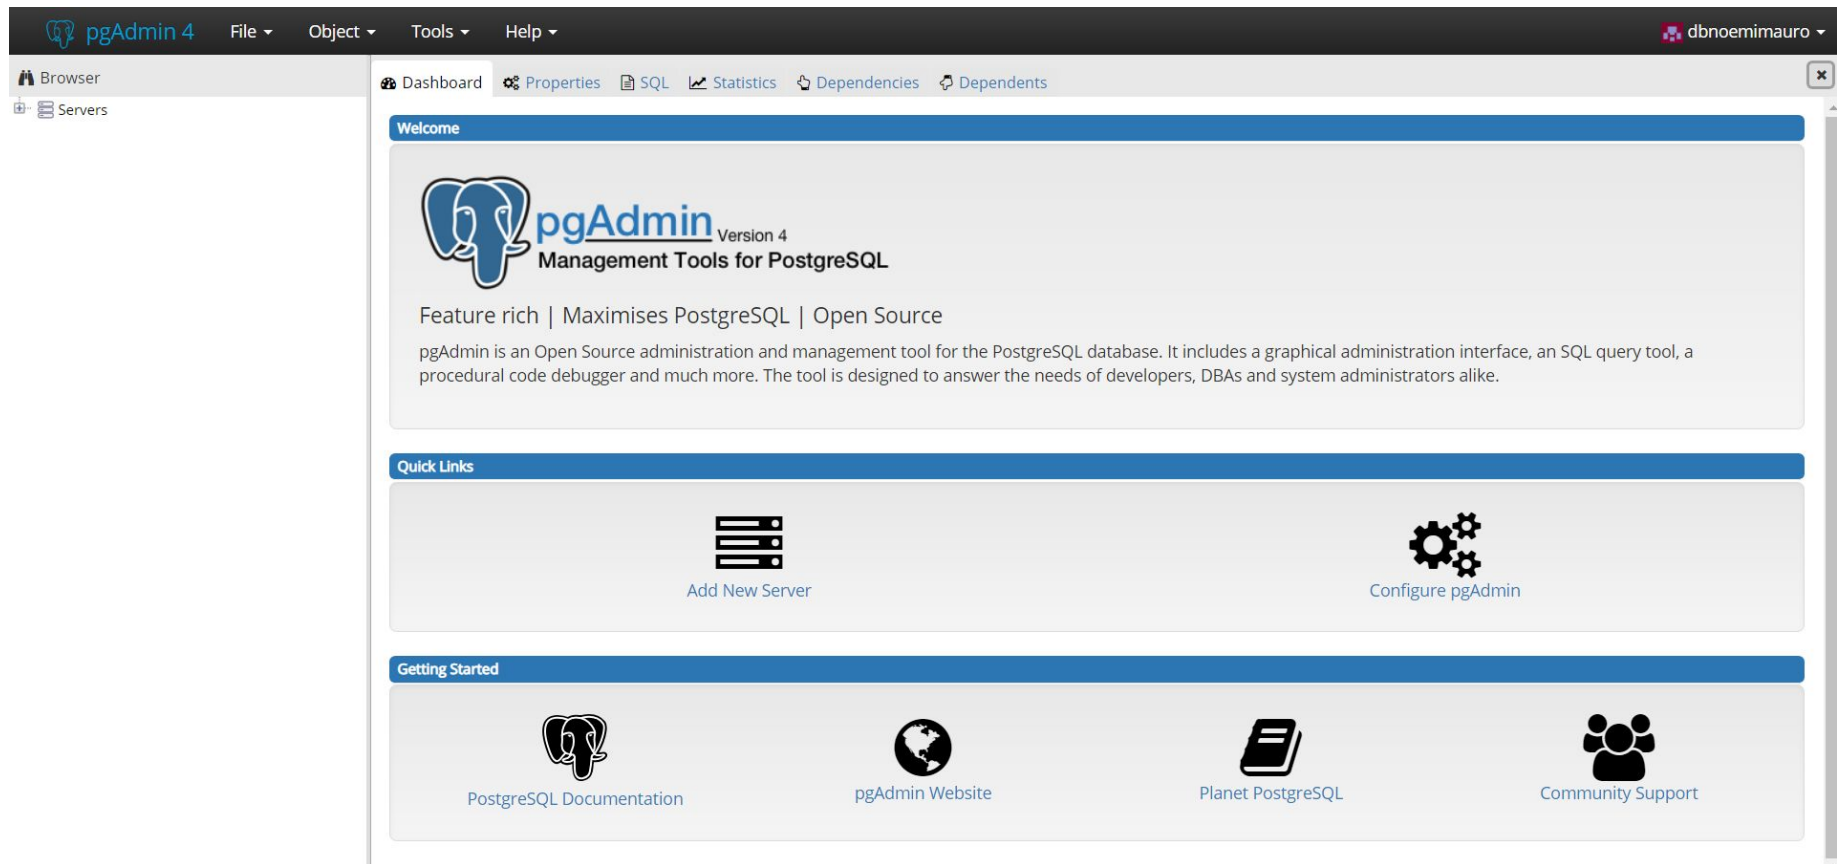 pgAdmin 4 File Object Tools Help dbnoemimauro
Browser
Servers
Dashboard Properties SQL Statistics Dependencies Dependents
Welcome
pgAdmin Version 4
Management Tools for PostgreSQL
Feature rich | Maximises PostgreSQL | Open Source
pgAdmin is an Open Source administration and management tool for the PostgreSQL database. It includes a graphical administration interface, an SQL query tool, a
procedural code debugger and much more. The tool is designed to answer the needs of developers, DBAs and system administrators alike.
Quick Links
Add New Server Configure pgAdmin
Getting Started
PostgreSQL Documentation pgAdmin Website Planet PostgreSQL Community Support